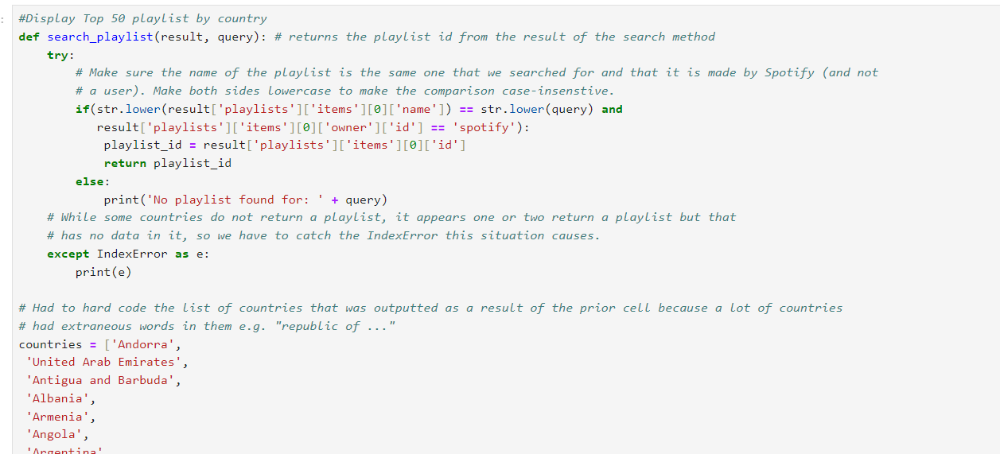 #Display Top 50 playlist by country
def search_playlist(result, query): # returns the playlist id from the result of the search method
    try:
        # Make sure the name of the playlist is the same one that we searched for and that it is made by Spotify (and not
        # a user). Make both sides lowercase to make the comparison case-insenstive.
        if(str.lower(result['playlists']['items'][0]['name']) == str.lower(query) and
           result['playlists']['items'][0]['owner']['id'] == 'spotify'):
            playlist_id = result['playlists']['items'][0]['id']
            return playlist_id
        else:
            print('No playlist found for: ' + query)
    # While some countries do not return a playlist, it appears one or two return a playlist but that
    # has no data in it, so we have to catch the IndexError this situation causes.
    except IndexError as e:
        print(e)
# Had to hard code the list of countries that was outputted as a result of the prior cell because a lot of countries
# had extraneous words in them e.g. "republic of ..."
countries = ['Andorra',
 'United Arab Emirates',
 'Antigua and Barbuda',
 'Albania',
 'Armenia',
 'Angola',
 'Argentina'